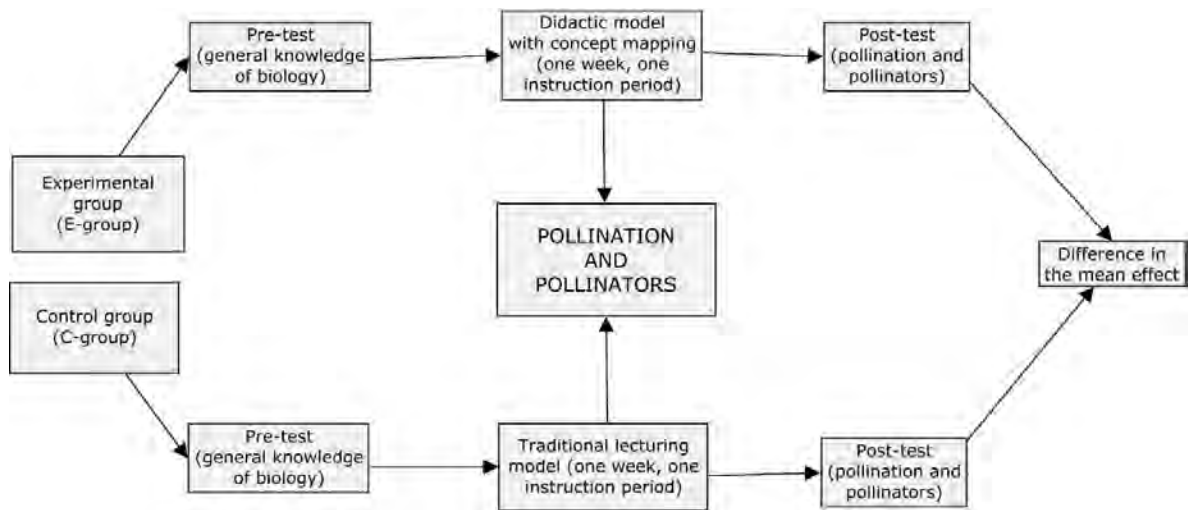 Pre-test
(general knowledge
of biology)
Didactic model
with concept mapping
(one week, one
instruction period)
Post-test
(pollination and
pollinators)
Experimental
group
(E-group)
POLLINATION
AND
POLLINATORS
Difference in
the mean effect
Control group
(C-group)
Pre-test
(general knowledge
of biology)
Traditional lecturing
model (one week, one
instruction period)
Post-test
(pollination and
pollinators)